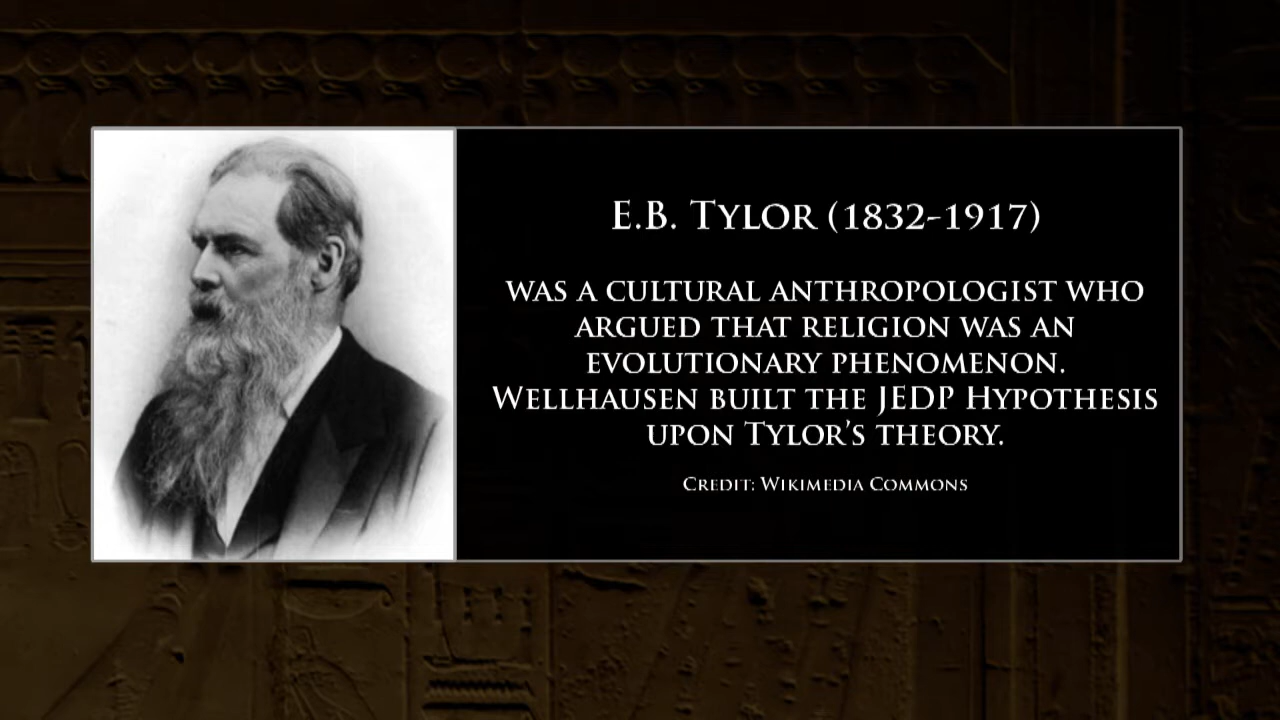 E.B. Tylor (1832-1917)
was a cultural anthropologist who
argued that religion was an
evolutionary phenomenon.
Wellhausen built the JEDP Hypothesis
upon Tylor's theory.
Credit: Wikimedia Commons